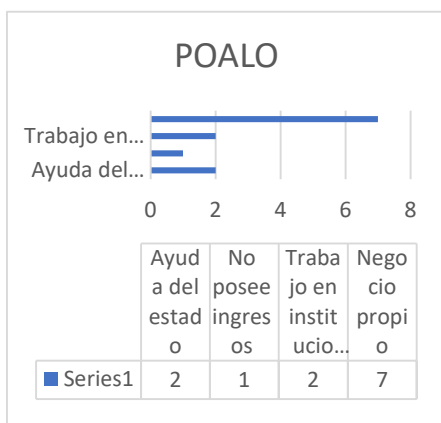 POALO
Trabajo en...
Ayuda del...
0 2 4 6 8
Ayud No Traba Nego
a del posee jo en cio
estad ingres instit propi
o os ucio... o
Series1 2 1 2 7